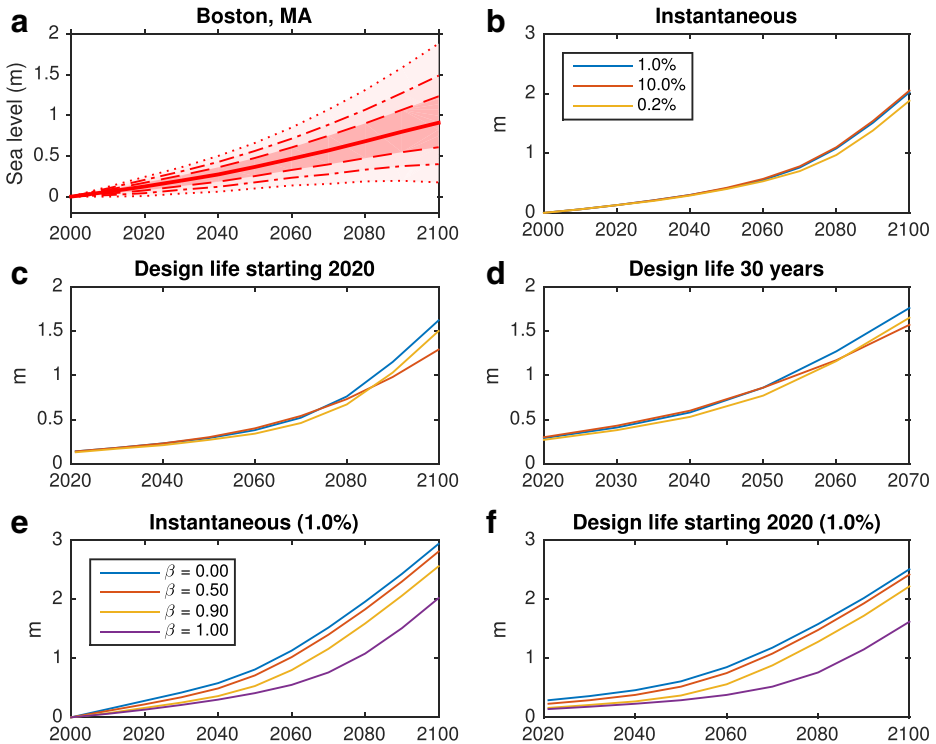 a
Boston, MA
Sea level (m)
2
1.5
1
0.5
0
2000 2020 2040 2060 2080 2100
b
Instantaneous
m
3
2
1
0
1.0%
10.0%
0.2%
2000 2020 2040 2060 2080 2100
c
Design life starting 2020
m
2
1.5
1
0.5
0
2020 2040 2060 2080 2100
d
Design life 30 years
m
2
1.5
1
0.5
0
2020 2030 2040 2050 2060 2070
e
Instantaneous (1.0%)
m
3
2
1
0
β = 0.00
β = 0.50
β = 0.90
β = 1.00
2000 2020 2040 2060 2080 2100
f
Design life starting 2020 (1.0%)
m
3
2
1
0
2020 2040 2060 2080 2100